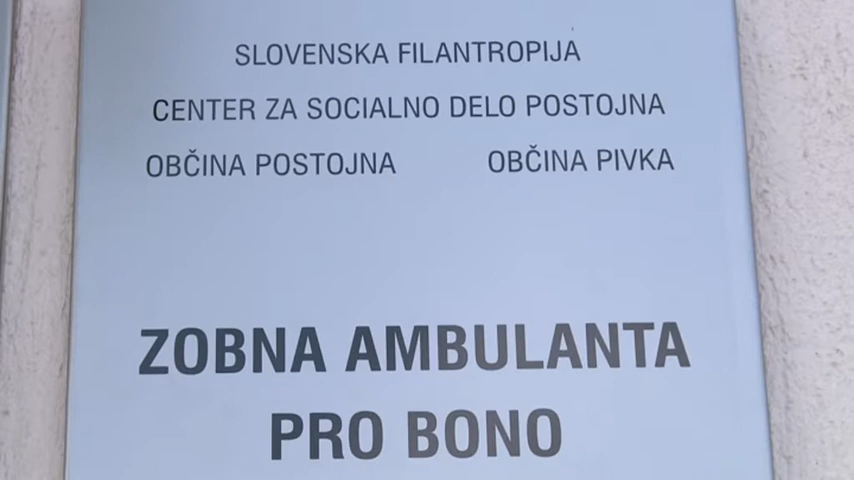 SLOVENSKA FILANTROPIJA
CENTER ZA SOCIALNO DELO POSTOJNA
OBČINA POSTOJNA OBČINA PIVKA
ZOBNA AMBULANTA
PRO BONO